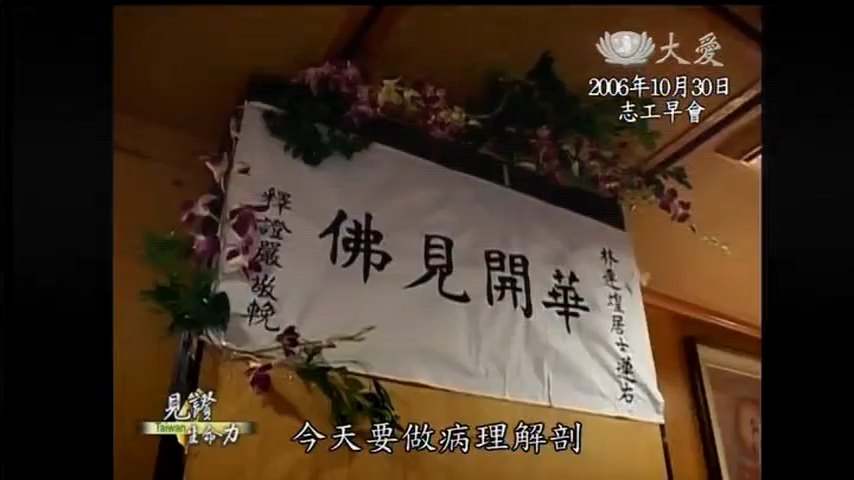 大愛
2006年10月30日
志工早會
林連煌居士蓮右
華開見佛
釋證嚴敬輓
見證
Taiwan
生命力
今天要做病理解剖